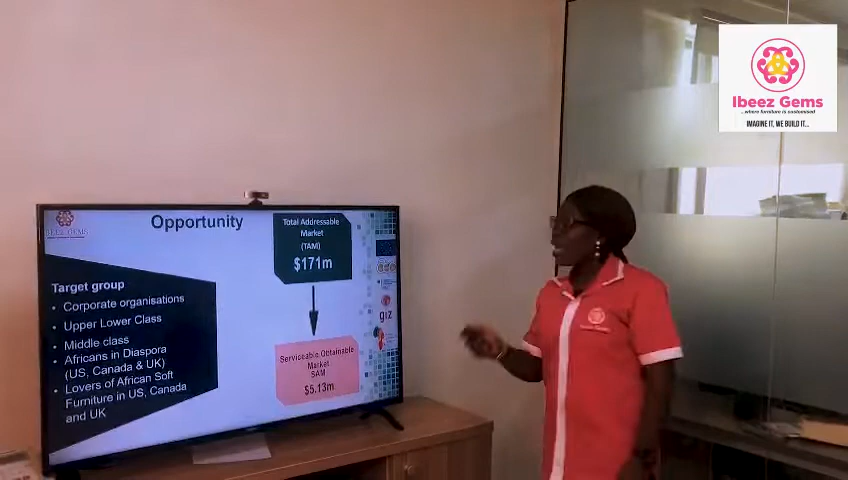 Ibeez Gems
...where furniture is customised
IMAGINE IT, WE BUILD IT...
Opportunity
Target group
• Corporate organisations
• Upper Lower Class
• Middle class
• Africans in Diaspora
(US, Canada & UK)
• Lovers of African Soft
Furniture in US, Canada
and UK)
Total Addressable
Market
(TAM)
$171m
Serviceable Obtainable
Market
SAM
$5.13m
giz